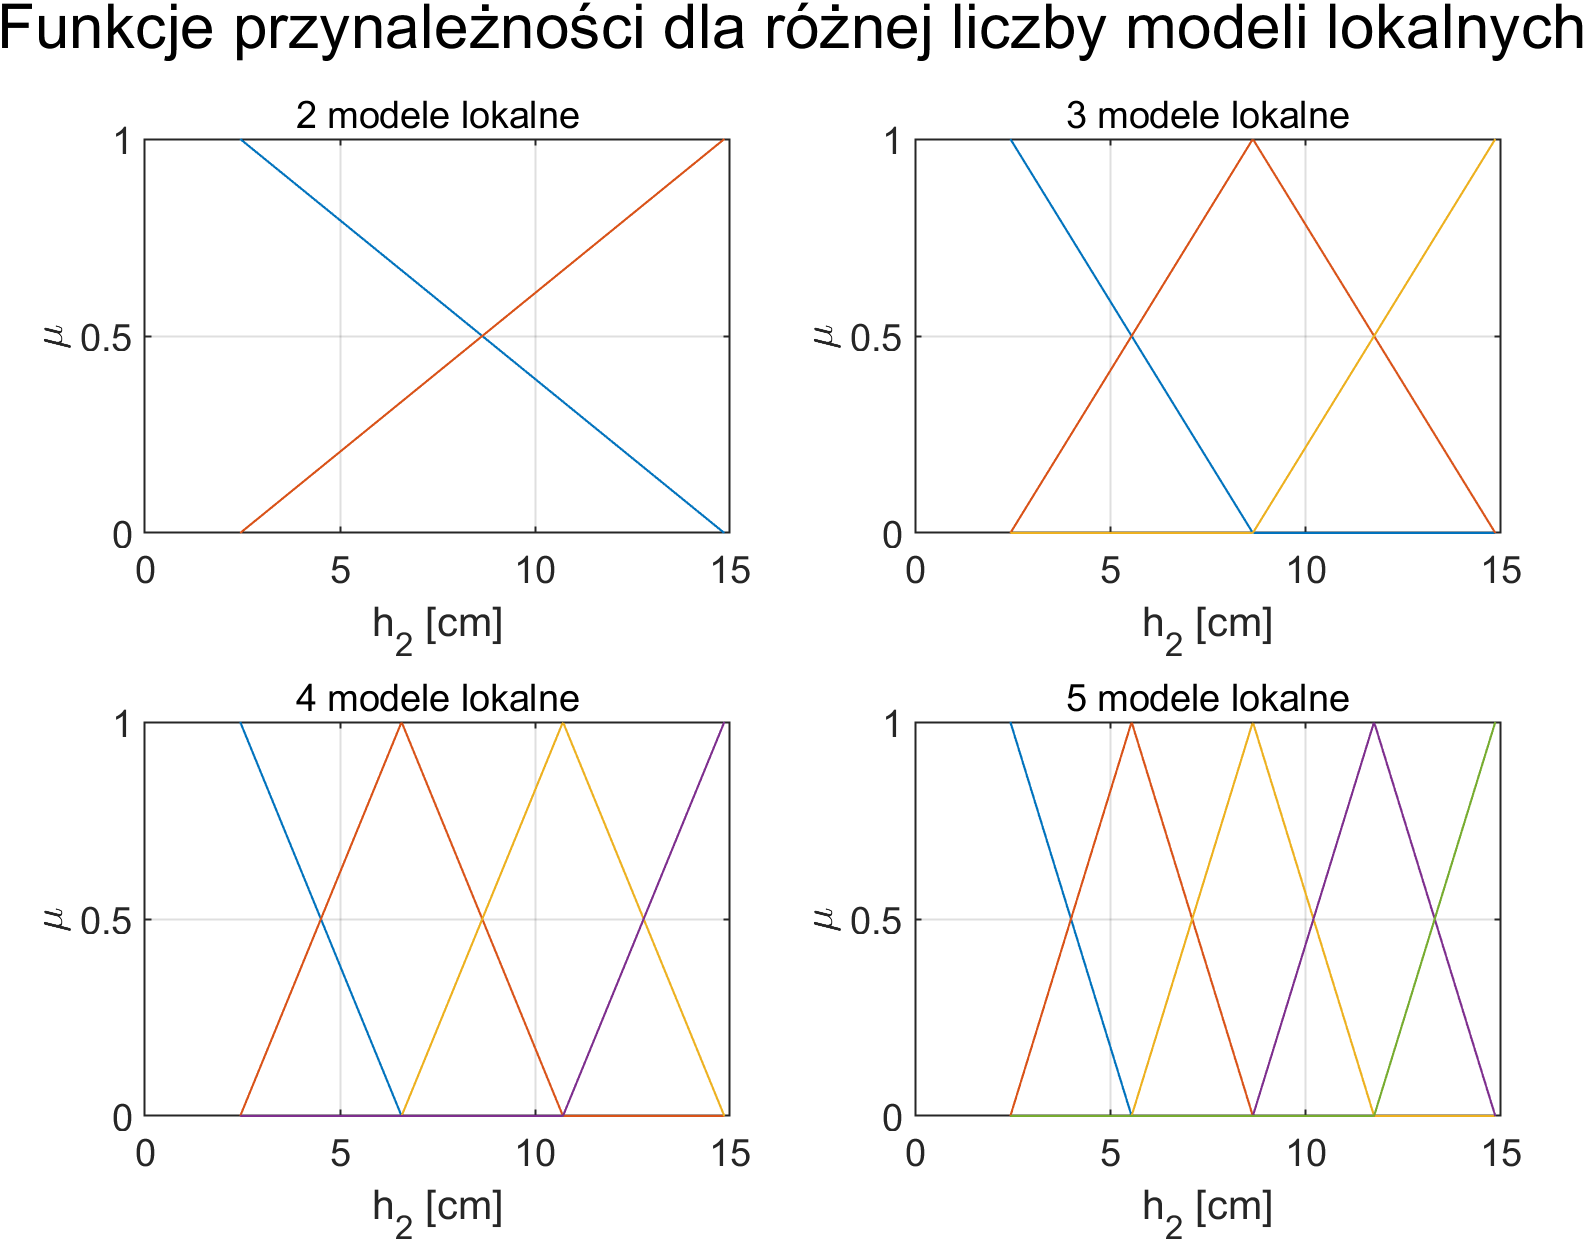 Funkcje przynależności dla różnej liczby modeli lokalnych
2 modele lokalne
1
0.5
0
μ
0 5 10 15
h2 [cm]
3 modele lokalne
1
0.5
0
μ
0 5 10 15
h2 [cm]
4 modele lokalne
1
0.5
0
μ
0 5 10 15
h2 [cm]
5 modele lokalne
1
0.5
0
μ
0 5 10 15
h2 [cm]